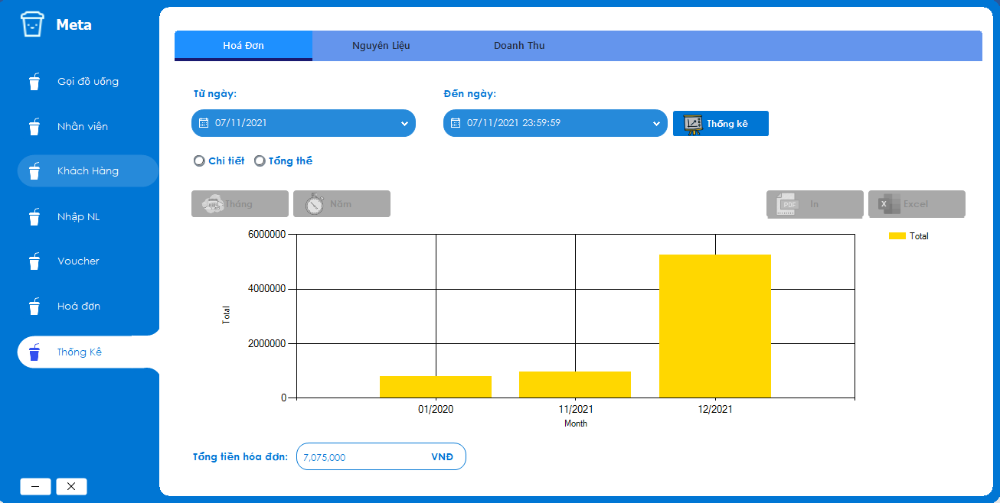 Meta
Gọi đồ uống
Nhân viên
Khách Hàng
Nhập NL
Voucher
Hoá đơn
Thống Kê
Hoá Đơn
Nguyên Liệu
Doanh Thu
Từ ngày:
Đến ngày:
07/11/2021
07/11/2021 23:59:59
Thống kê
Chi tiết
Tổng thể
Tháng
Năm
PDF
In
X
Excel
6000000
4000000
2000000
0
Total
Total
01/2020
11/2021
12/2021
Month
Tổng tiền hóa đơn:
7,075,000
VNĐ